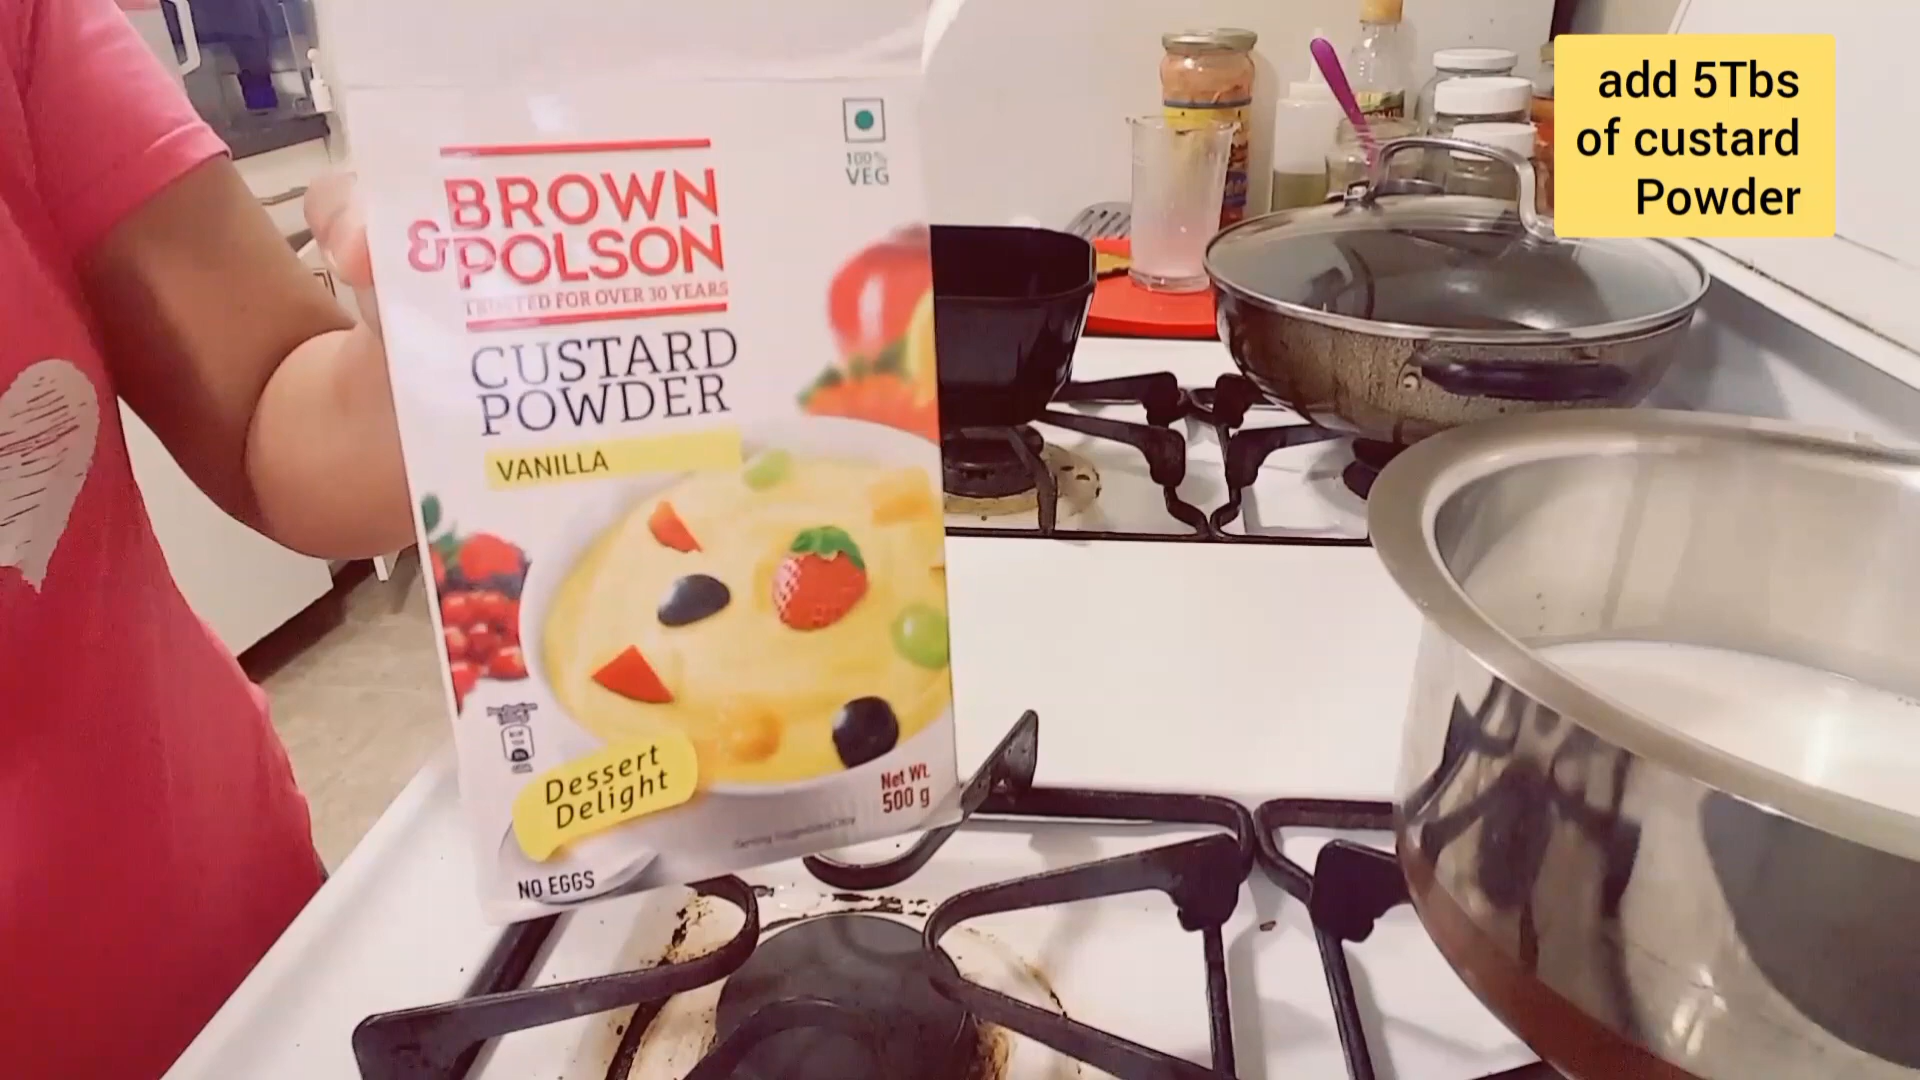 add 5Tbs
of custard
Powder
100%
VEG
BROWN
&POLSON
TRUSTED FOR OVER 30 YEARS
CUSTARD
POWDER
VANILLA
Dessert
Delight
Net Wt.
500 g
NO EGGS